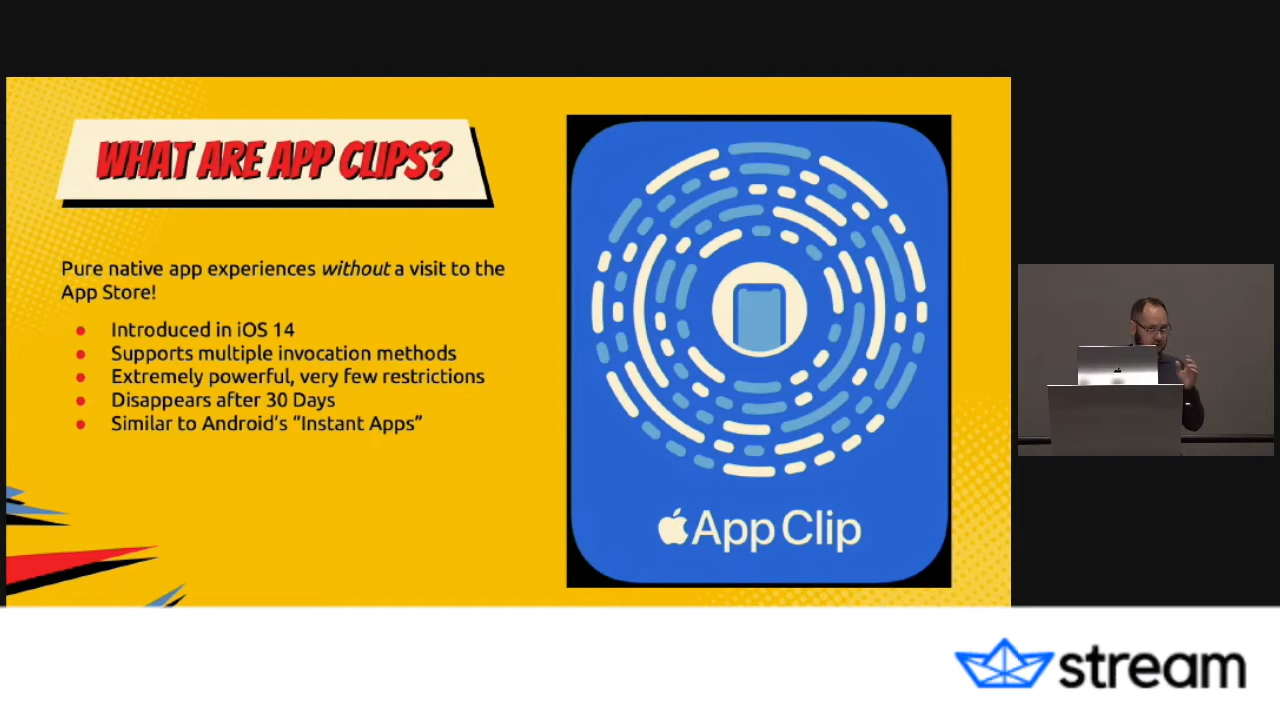 WHAT ARE APP CLIPS?
Pure native app experiences without a visit to the
App Store!
● Introduced in iOS 14
● Supports multiple invocation methods
● Extremely powerful, very few restrictions
● Disappears after 30 Days
● Similar to Android's “Instant Apps”
App Clip
stream